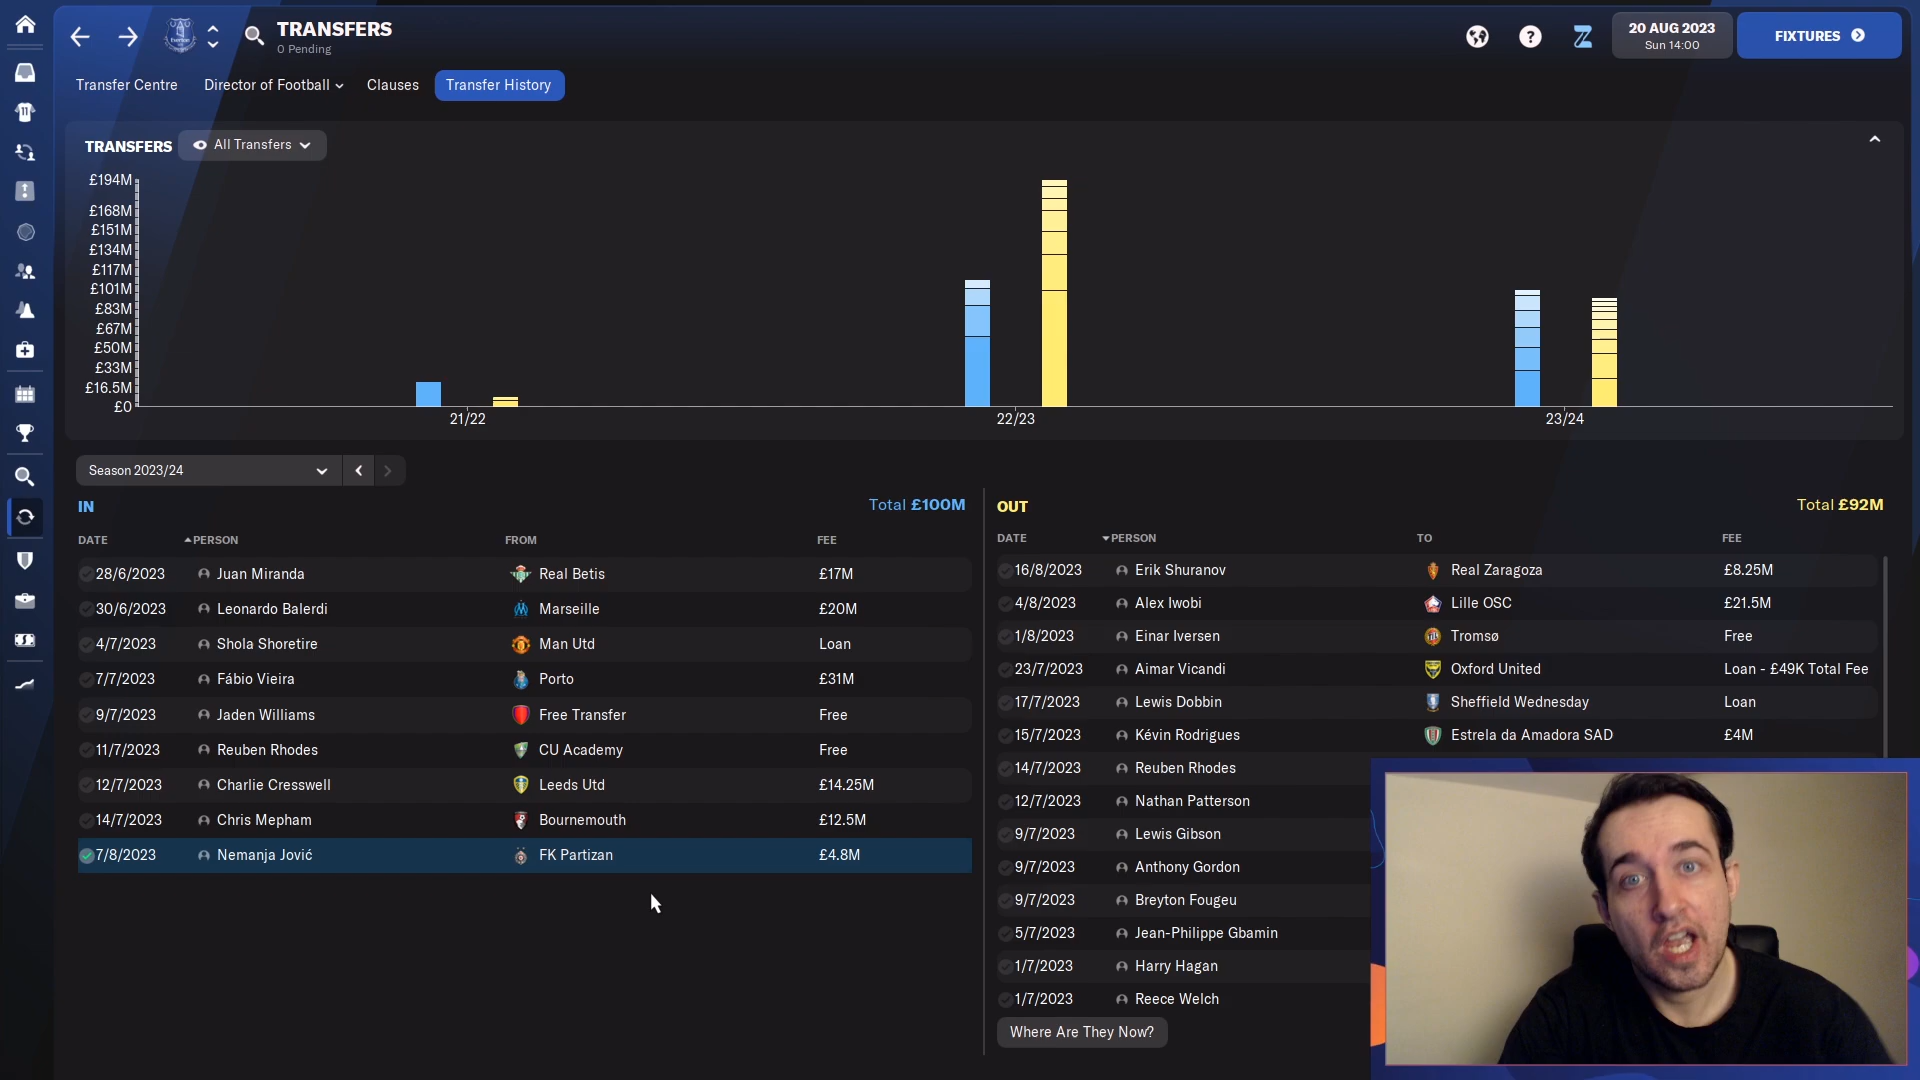 TRANSFERS
0 Pending
20 AUG 2023
Sun 14:00
FIXTURES
Transfer Centre
Director of Football
Clauses
Transfer History
TRANSFERS
All Transfers
£194M
£168M
£151M
£134M
£117M
£101M
£83M
£67M
£50M
£33M
£16.5M
£0
21/22
22/23
23/24
Season 2023/24
IN
Total £100M
DATE PERSON FROM FEE
28/6/2023 Juan Miranda Real Betis £17M
30/6/2023 Leonardo Balerdi Marseille £20M
4/7/2023 Shola Shoretire Man Utd Loan
7/7/2023 Fábio Vieira Porto £31M
9/7/2023 Jaden Williams Free Transfer Free
11/7/2023 Reuben Rhodes CU Academy Free
12/7/2023 Charlie Cresswell Leeds Utd £14.25M
14/7/2023 Chris Mepham Bournemouth £12.5M
7/8/2023 Nemanja Jović FK Partizan £4.8M
OUT
Total £92M
DATE PERSON TO FEE
16/8/2023 Erik Shuranov Real Zaragoza £8.25M
4/8/2023 Alex Iwobi Lille OSC £21.5M
1/8/2023 Einar Iversen Tromsø Free
23/7/2023 Aimar Vicandi Oxford United Loan - £49K Total Fee
17/7/2023 Lewis Dobbin Sheffield Wednesday Loan
15/7/2023 Kévin Rodrigues Estrela da Amadora SAD £4M
14/7/2023 Reuben Rhodes
12/7/2023 Nathan Patterson
9/7/2023 Lewis Gibson
9/7/2023 Anthony Gordon
9/7/2023 Breyton Fougeu
5/7/2023 Jean-Philippe Gbamin
1/7/2023 Harry Hagan
1/7/2023 Reece Welch
Where Are They Now?